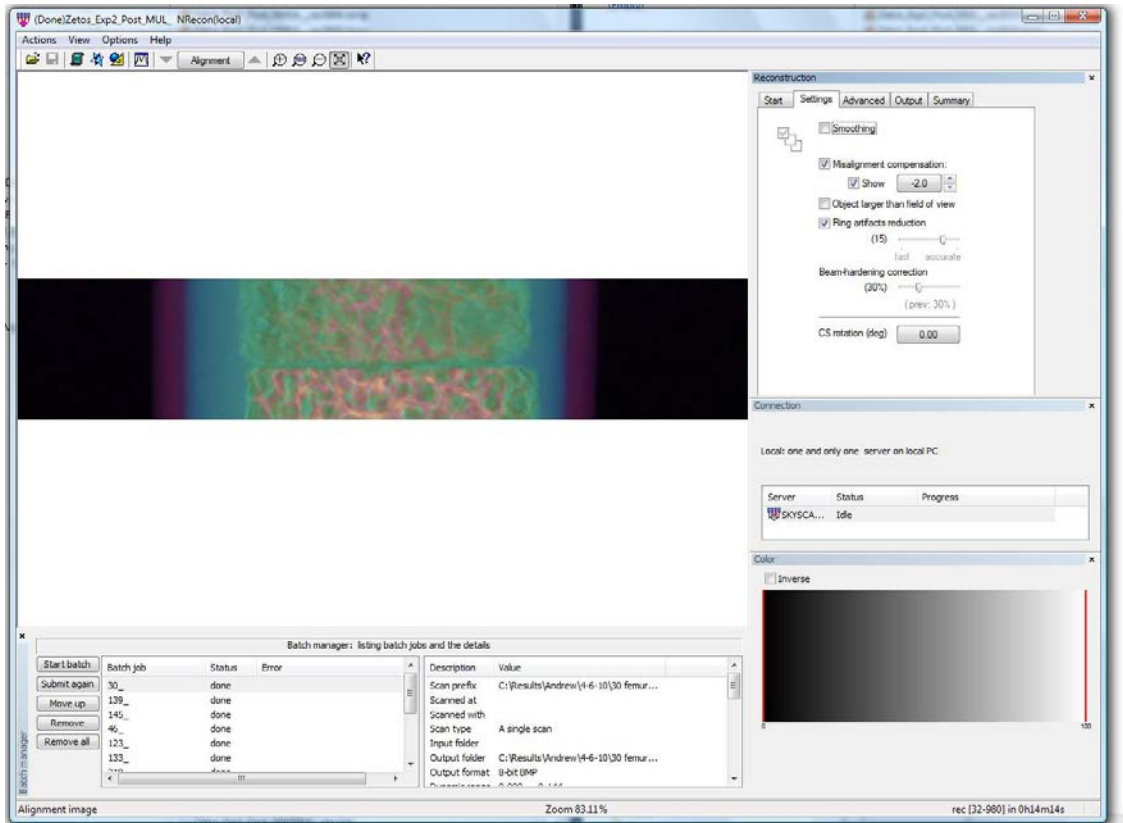 (Done)Zetos_Exp2_Post_MUL_ NRecon(local)
Actions View Options Help
Alignment
Reconstruction
Start Settings Advanced Output Summary
Smoothing
Misalignment compensation:
Show -2.0
Object larger than field of view
Ring artifacts reduction
(15)
fast accurate
Beam-hardening correction
(30%)
(prev: 30%)
CS rotation (deg) 0.00
Connection
Local: one and only one server on local PC
Server Status Progress
SKYSCA... Idle
Color
Inverse
0 100
Batch manager: listing batch jobs and the details
Batch manager
Start batch
Submit again
Move up
Remove
Remove all
Batch job Status Error
30_ done
139_ done
145_ done
46_ done
123_ done
133_ done
Description Value
Scan prefix C:\Results\Andrew\4-6-10\30 femur...
Scanned at
Scanned with
Scan type A single scan
Input folder
Output folder C:\Results\Andrew\4-6-10\30 femur...
Output format 8-bit BMP
Alignment image Zoom 83.11% rec [32-980] in 0h14m14s